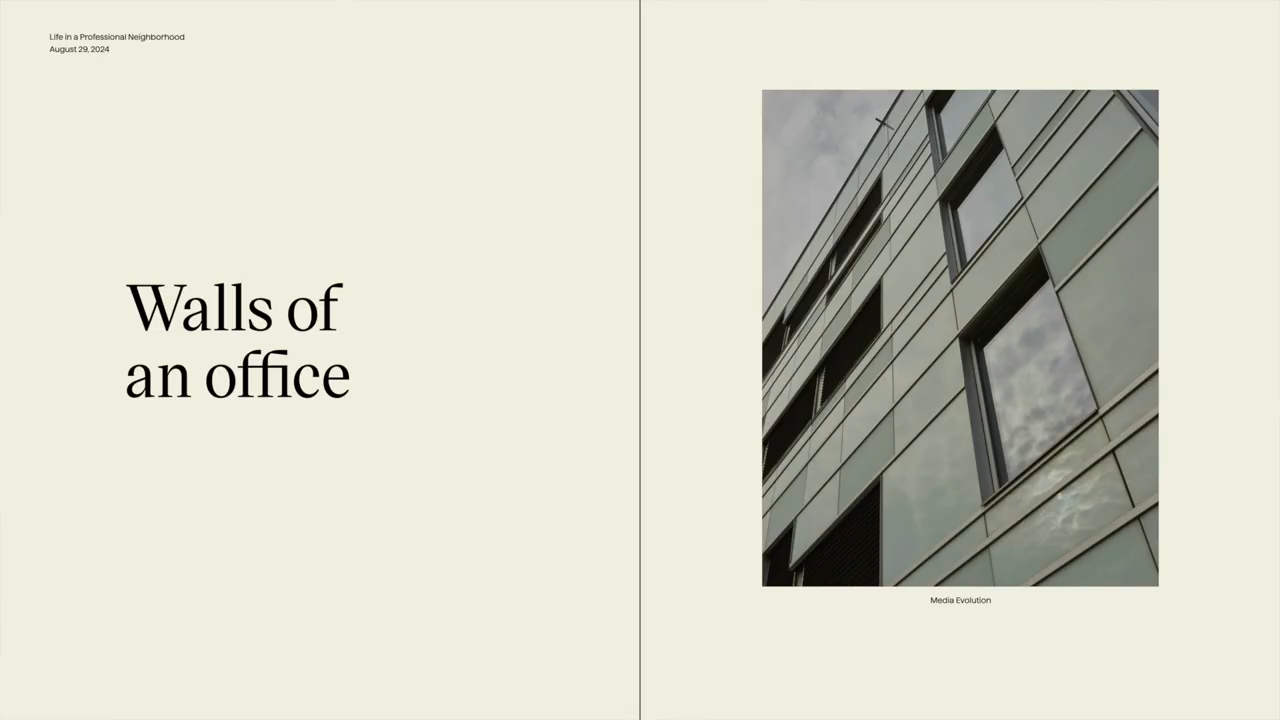 Life in a Professional Neighborhood
August 29, 2024
Walls of
an office
Media Evolution